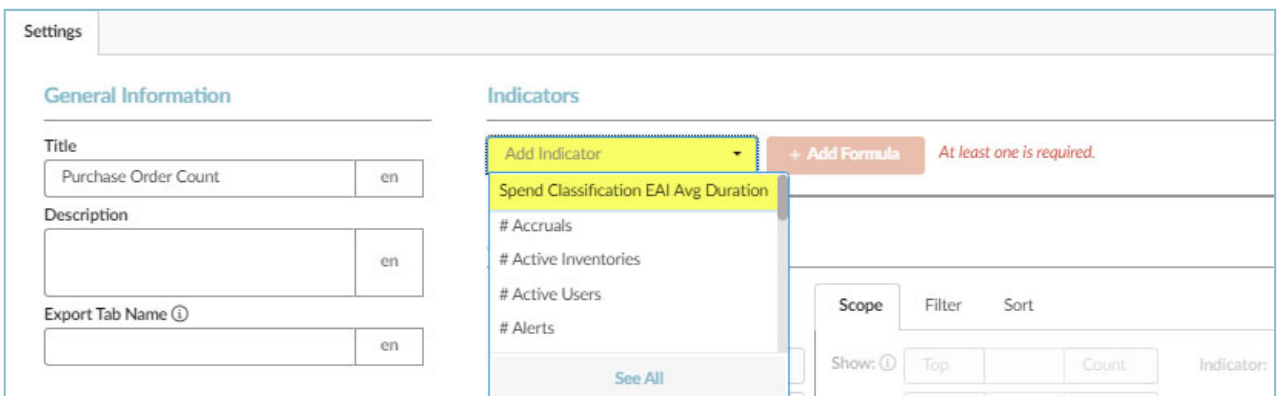 Settings
General Information
Title
Purchase Order Count
en
Description
en
Export Tab Name
en
Indicators
Add Indicator
+ Add Formula
At least one is required.
Spend Classification EAI Avg Duration
# Accruals
# Active Inventories
# Active Users
# Alerts
See All
Scope
Filter
Sort
Show:
Top
Count
Indicator: